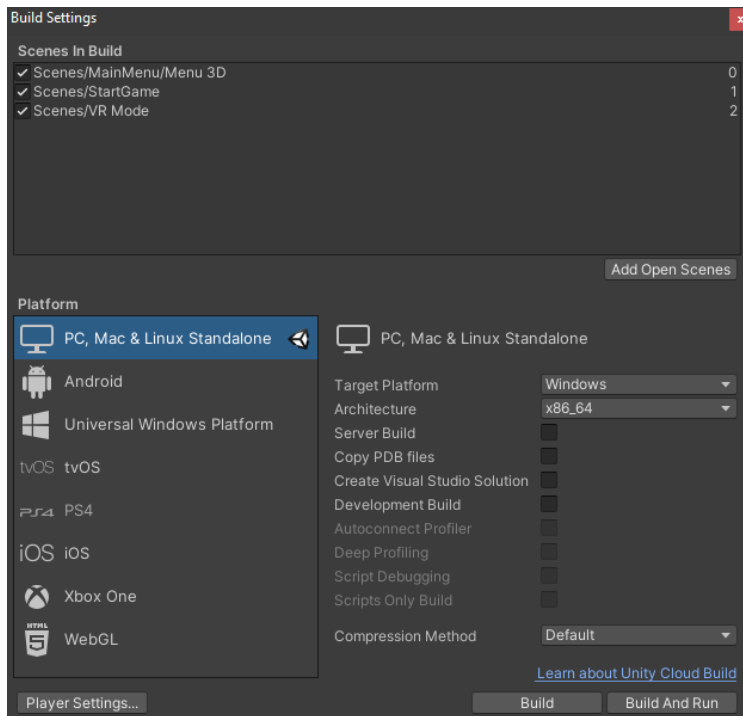 Build Settings
x
Scenes In Build
Scenes/MainMenu/Menu 3D 0
Scenes/StartGame 1
Scenes/VR Mode 2
Add Open Scenes
Platform
PC, Mac & Linux Standalone
Android
Universal Windows Platform
tvOS tvOS
PS4 PS4
iOS iOS
Xbox One
HTML 5 WebGL
PC, Mac & Linux Standalone
Target Platform Windows
Architecture x86_64
Server Build
Copy PDB files
Create Visual Studio Solution
Development Build
Autoconnect Profiler
Deep Profiling
Script Debugging
Scripts Only Build
Compression Method Default
Learn about Unity Cloud Build
Player Settings... Build Build And Run